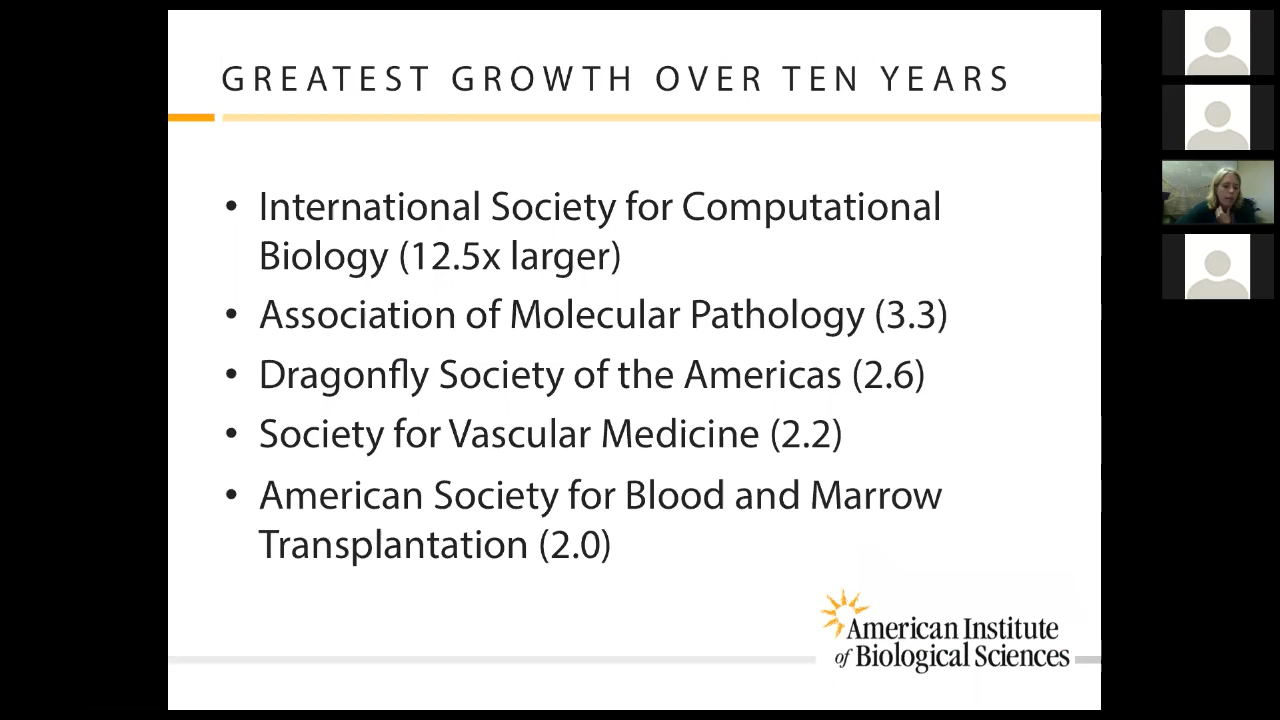 GREATEST GROWTH OVER TEN YEARS
• International Society for Computational
Biology (12.5x larger)
• Association of Molecular Pathology (3.3)
• Dragonfly Society of the Americas (2.6)
• Society for Vascular Medicine (2.2)
• American Society for Blood and Marrow
Transplantation (2.0)
American Institute
of Biological Sciences